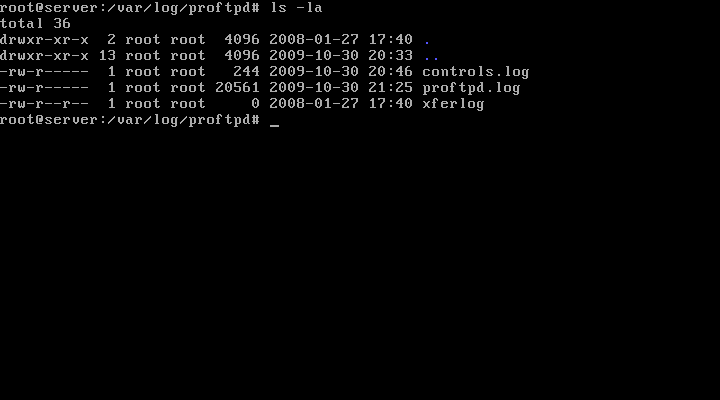 root@server:/var/log/proftpd# ls -la
total 36
drwxr-xr-x  2 root root  4096 2008-01-27 17:40 .
drwxr-xr-x 13 root root  4096 2009-10-30 20:33 ..
-rw-r-----  1 root root   244 2009-10-30 20:46 controls.log
-rw-r-----  1 root root 20561 2009-10-30 21:25 proftpd.log
-rw-r--r--  1 root root     0 2008-01-27 17:40 xferlog
root@server:/var/log/proftpd# _